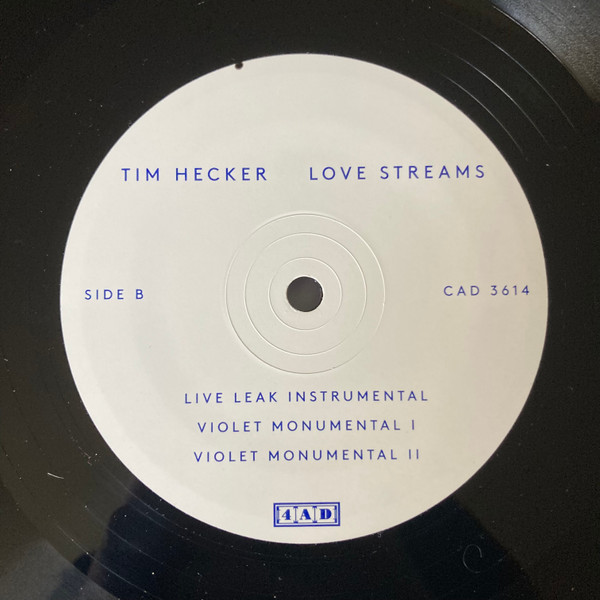 TIM HECKER LOVE STREAMS
SIDE B CAD 3614
LIVE LEAK INSTRUMENTAL
VIOLET MONUMENTAL I
VIOLET MONUMENTAL II
4AD